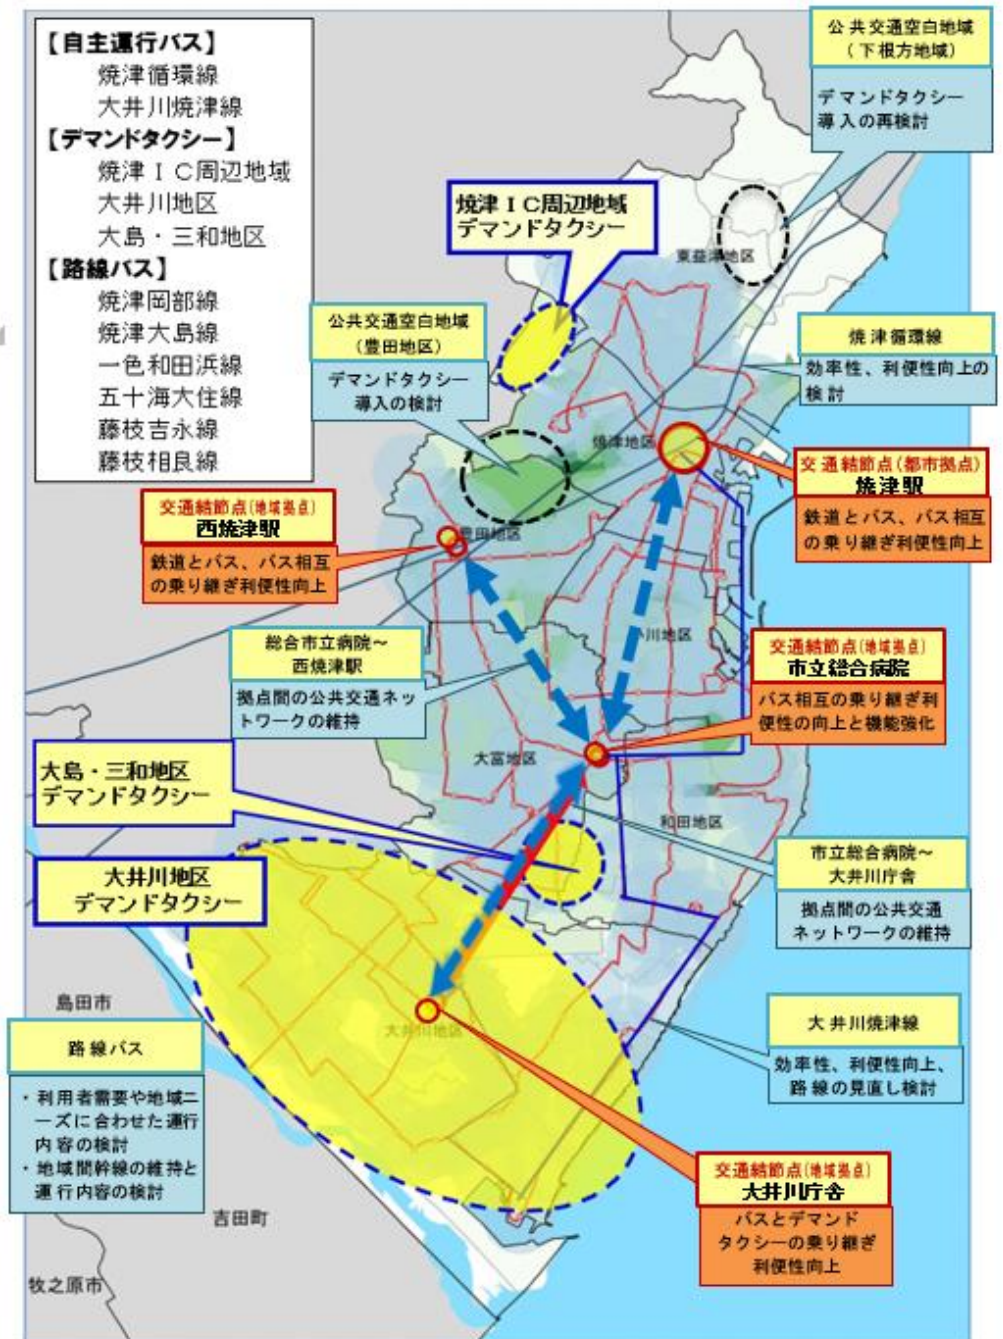 【自主運行バス】
焼津循環線
大井川焼津線
【デマンドタクシー】
焼津ＩＣ周辺地域
大井川地区
大島・三和地区
【路線バス】
焼津岡部線
焼津大島線
一色和田浜線
五十海大住線
藤枝吉永線
藤枝相良線
公共交通空白地域
（下根方地域）
デマンドタクシー
導入の再検討
焼津ＩＣ周辺地域
デマンドタクシー
東益津地区
公共交通空白地域
（豊田地区）
デマンドタクシー
導入の検討
焼津循環線
効率性、利便性向上の
検討
焼津地区
交通結節点(都市拠点)
焼津駅
鉄道とバス、バス相互
の乗り継ぎ利便性向上
交通結節点(地域拠点)
西焼津駅
鉄道とバス、バス相互
の乗り継ぎ利便性向上
豊田地区
小川地区
総合市立病院～
西焼津駅
拠点間の公共交通ネッ
トワークの維持
交通結節点(地域拠点)
市立総合病院
バス相互の乗り継ぎ利
便性の向上と機能強化
大富地区
大島・三和地区
デマンドタクシー
和田地区
市立総合病院～
大井川庁舎
拠点間の公共交通
ネットワークの維持
大井川地区
デマンドタクシー
島田市
大井川地区
大井川焼津線
効率性、利便性向上、
路線の見直し検討
路線バス
・利用者需要や地域ニ
ーズに合わせた運行
内容の検討
・地域間幹線の維持と
運行内容の検討
交通結節点(地域拠点)
大井川庁舎
バスとデマンド
タクシーの乗り継ぎ
利便性向上
吉田町
牧之原市